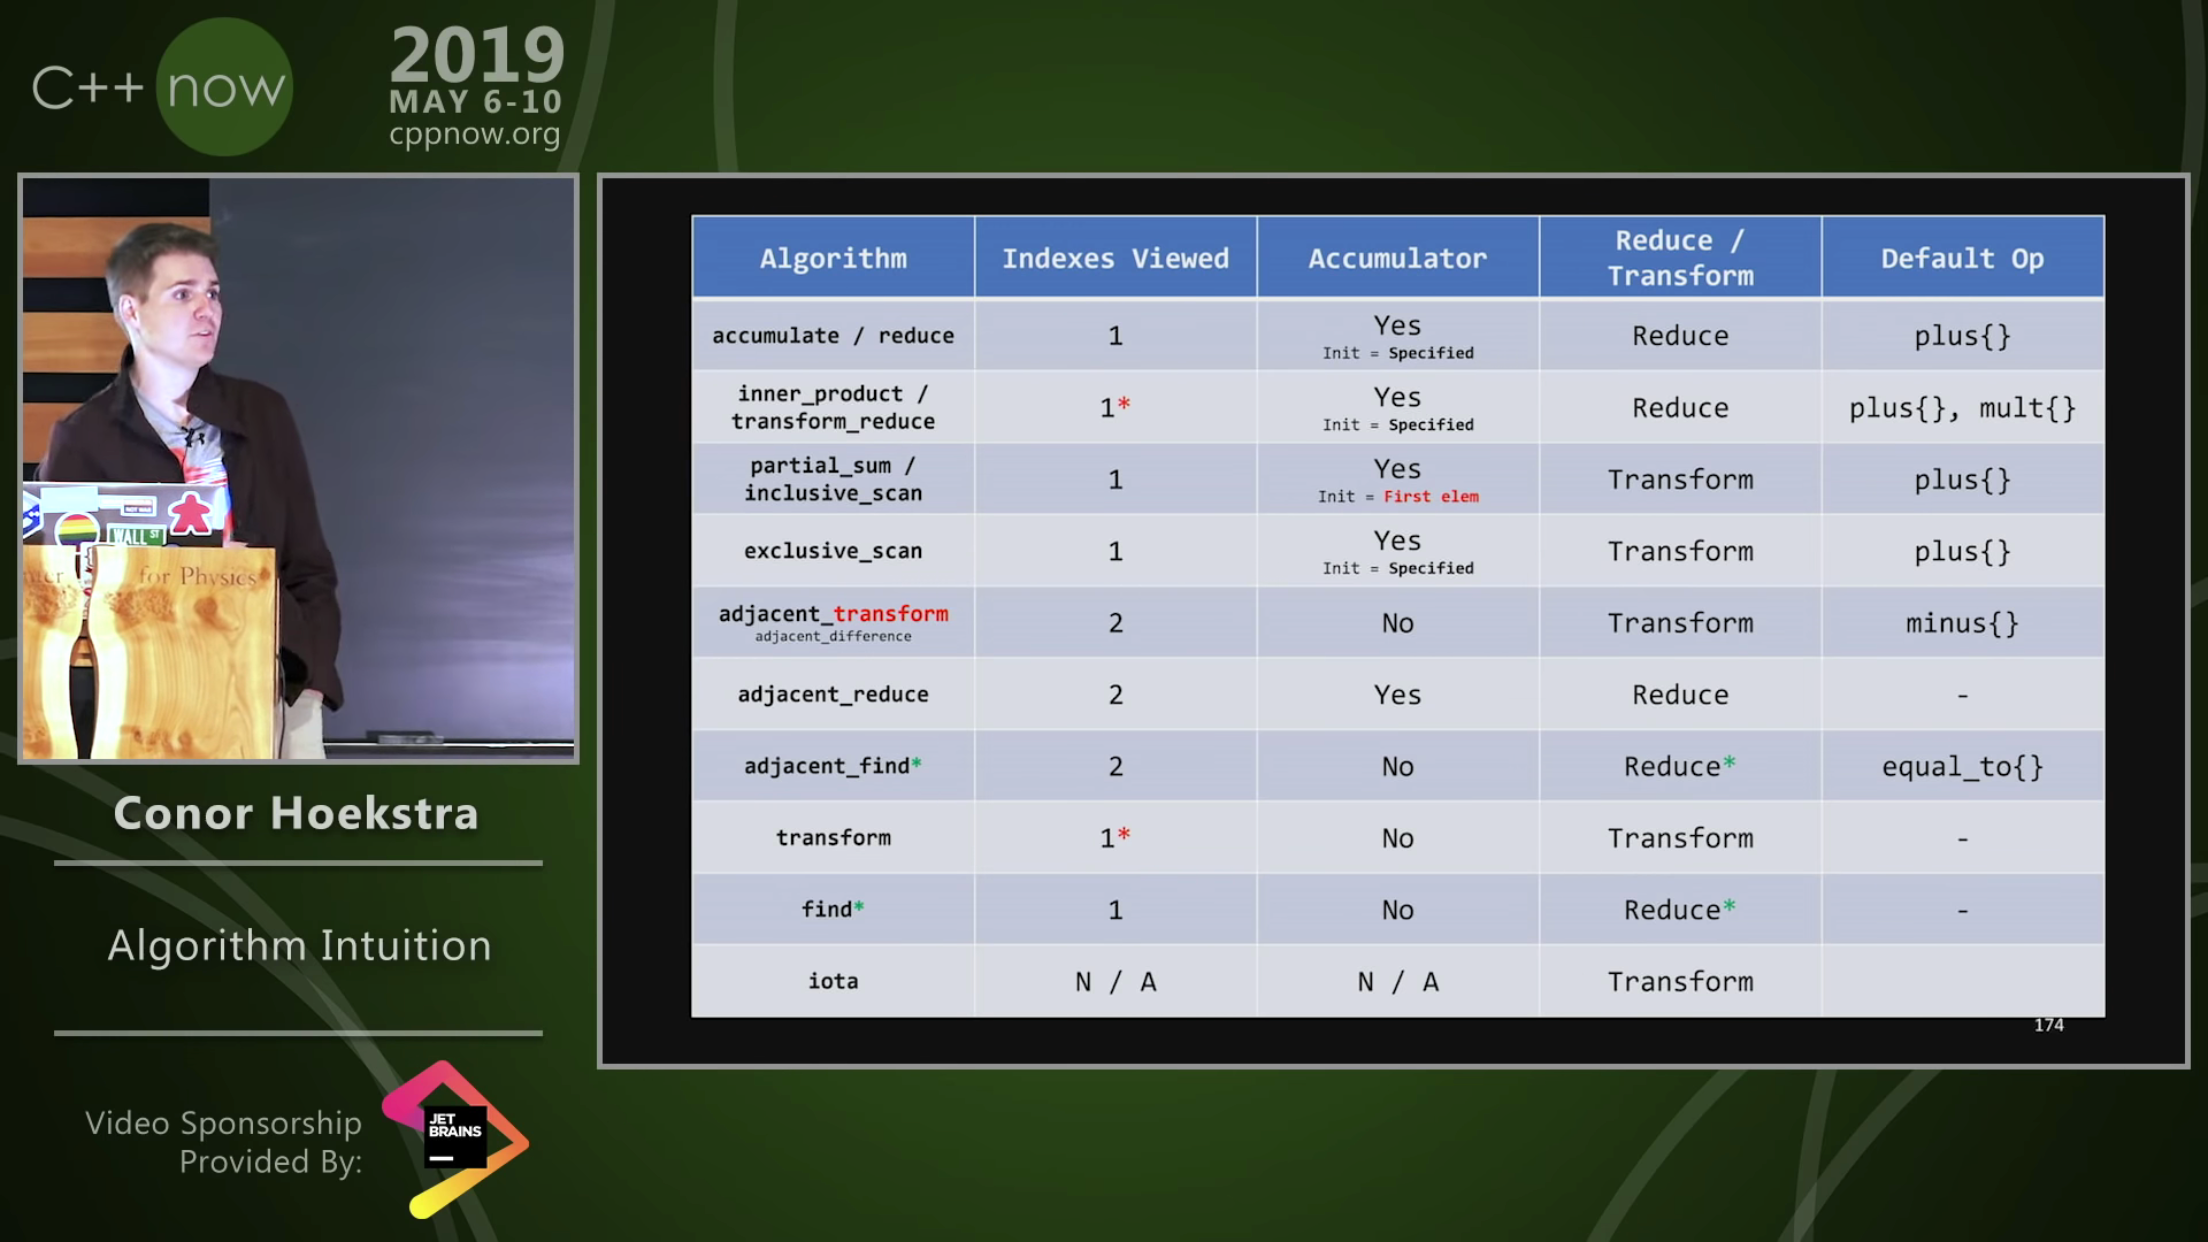 C++ now
2019
MAY 6-10
cppnow.org
WALL ST
for Physics
Conor Hoekstra
Algorithm Intuition
Video Sponsorship
Provided By:
JET
BRAINS
Algorithm Indexes Viewed Accumulator Reduce / Transform Default Op
accumulate / reduce 1 Yes Init = Specified Reduce plus{}
inner_product / transform_reduce 1* Yes Init = Specified Reduce plus{}, mult{}
partial_sum / inclusive_scan 1 Yes Init = First elem Transform plus{}
exclusive_scan 1 Yes Init = Specified Transform plus{}
adjacent_transform adjacent_difference 2 No Transform minus{}
adjacent_reduce 2 Yes Reduce -
adjacent_find* 2 No Reduce* equal_to{}
transform 1* No Transform -
find* 1 No Reduce* -
iota N / A N / A Transform
174